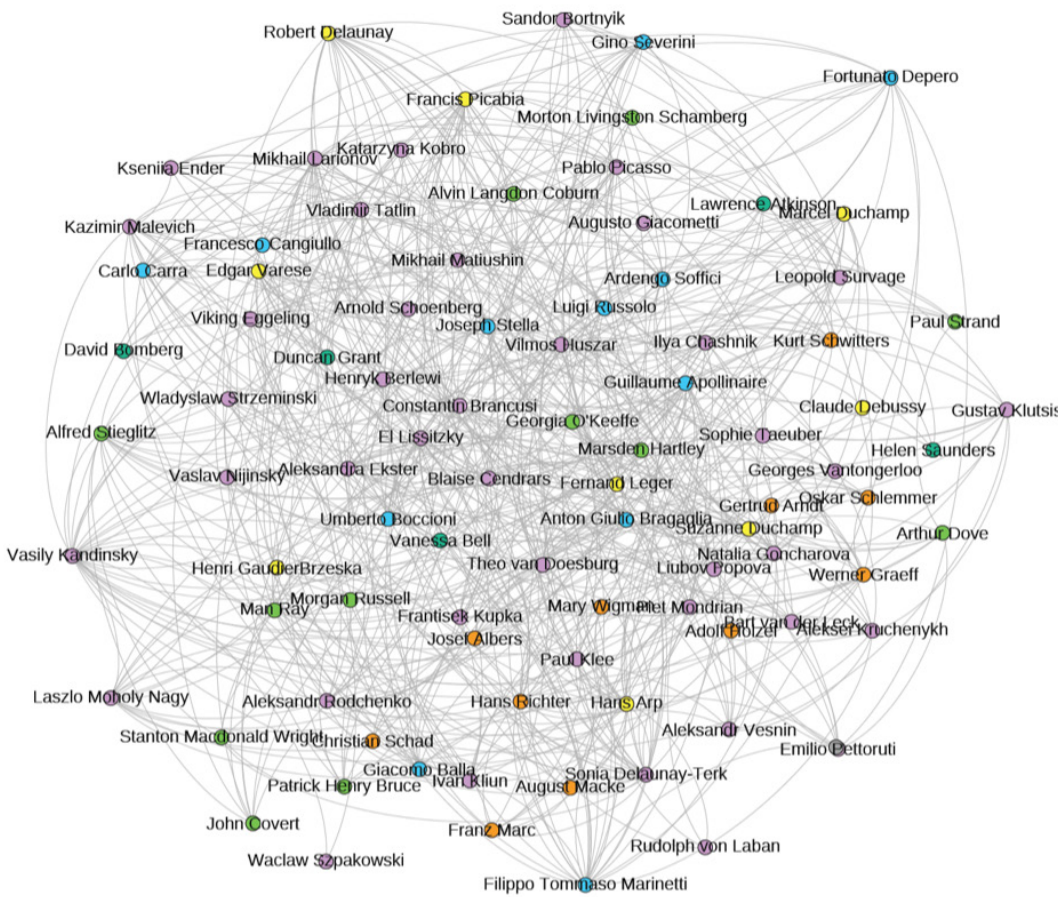 Sandor Bortnyik
Robert Delaunay
Gino Severini
Fortunato Depero
Francis Picabia
Morton Livingston Schamberg
Katarzyna Kobro
Mikhail Larionov
Kseniia Ender
Pablo Picasso
Alvin Langdon Coburn
Lawrence Atkinson
Vladimir Tatlin
Marcel Duchamp
Augusto Giacometti
Kazimir Malevich
Francesco Cangiullo
Mikhail Matiushin
Carlo Carra
Edgar Varese
Ardengo Soffici
Leopold Survage
Arnold Schoenberg
Luigi Russolo
Viking Eggeling
Joseph Stella
Paul Strand
Vilmos Huszar
Ilya Chashnik
Kurt Schwitters
David Bomberg
Duncan Grant
Henryk Berlewi
Guillaume Apollinaire
Wladyslaw Strzeminski
Constantin Brancusi
Claude Debussy
Gustav Klutsis
Georgia O'Keeffe
Alfred Stieglitz
El Lissitzky
Sophie Taeuber
Marsden Hartley
Helen Saunders
Vaslav Nijinsky
Aleksandra Ekster
Georges Vantongerloo
Blaise Cendrars
Fernand Leger
Oskar Schlemmer
Gertrud Arndt
Umberto Boccioni
Anton Giulio Bragaglia
Suzanne Duchamp
Arthur Dove
Vanessa Bell
Vasily Kandinsky
Natalia Goncharova
Henri GaudierBrzeska
Theo van Doesburg
Liubov Popova
Werner Graeff
Morgan Russell
Man Ray
Mary Wigman
Piet Mondrian
Frantisek Kupka
Bart van der Leck
Josef Albers
Adolf Holzel
Aleksei Kruchenykh
Paul Klee
Laszlo Moholy Nagy
Aleksandr Rodchenko
Hans Richter
Hans Arp
Stanton Macdonald Wright
Christian Schad
Aleksandr Vesnin
Emilio Pettoruti
Giacomo Balla
Sonia Delaunay-Terk
Patrick Henry Bruce
Ivan Kliun
August Macke
John Covert
Franz Marc
Rudolph von Laban
Waclaw Szpakowski
Filippo Tommaso Marinetti